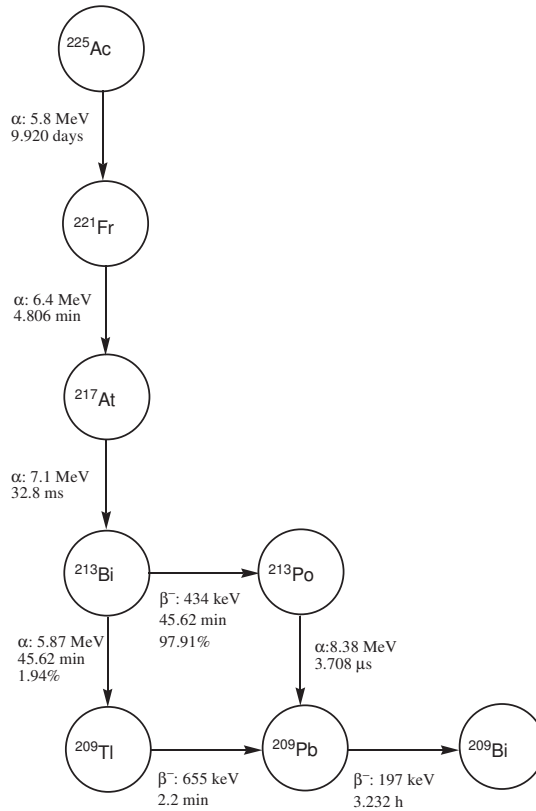 ²²⁵Ac
α: 5.8 MeV
9.920 days
²²¹Fr
α: 6.4 MeV
4.806 min
²¹⁷At
α: 7.1 MeV
32.8 ms
²¹³Bi
²¹³Po
β⁻: 434 keV
45.62 min
97.91%
α: 5.87 MeV
45.62 min
1.94%
α:8.38 MeV
3.708 μs
²⁰⁹Tl
²⁰⁹Pb
²⁰⁹Bi
β⁻: 655 keV
2.2 min
β⁻: 197 keV
3.232 h